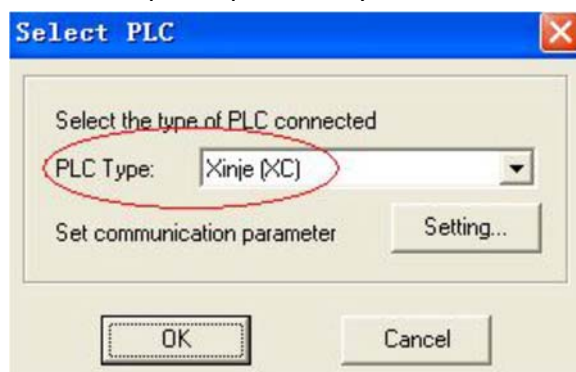 Select PLC
Select the type of PLC connected
PLC Type: Xinje (XC)
Set communication parameter Setting...
OK Cancel